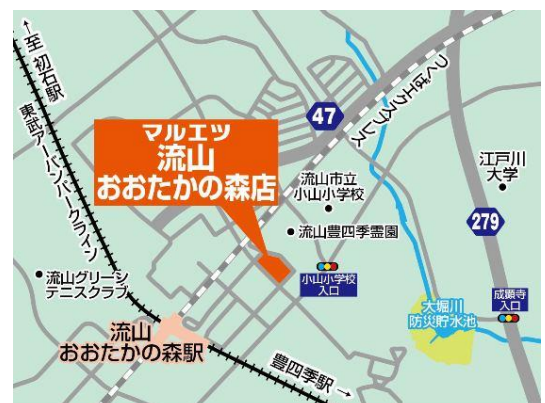 ←至 初石駅
東武アーバンパークライン
マルエツ
流山
おおたかの森店
47
つくばエクスプレス
流山市立
小山小学校
江戸川
大学
流山豊四季霊園
279
小山小学校
入口
流山グリーン
テニスクラブ
大堀川
防災貯水池
成顕寺
入口
流山
おおたかの森駅
豊四季駅→